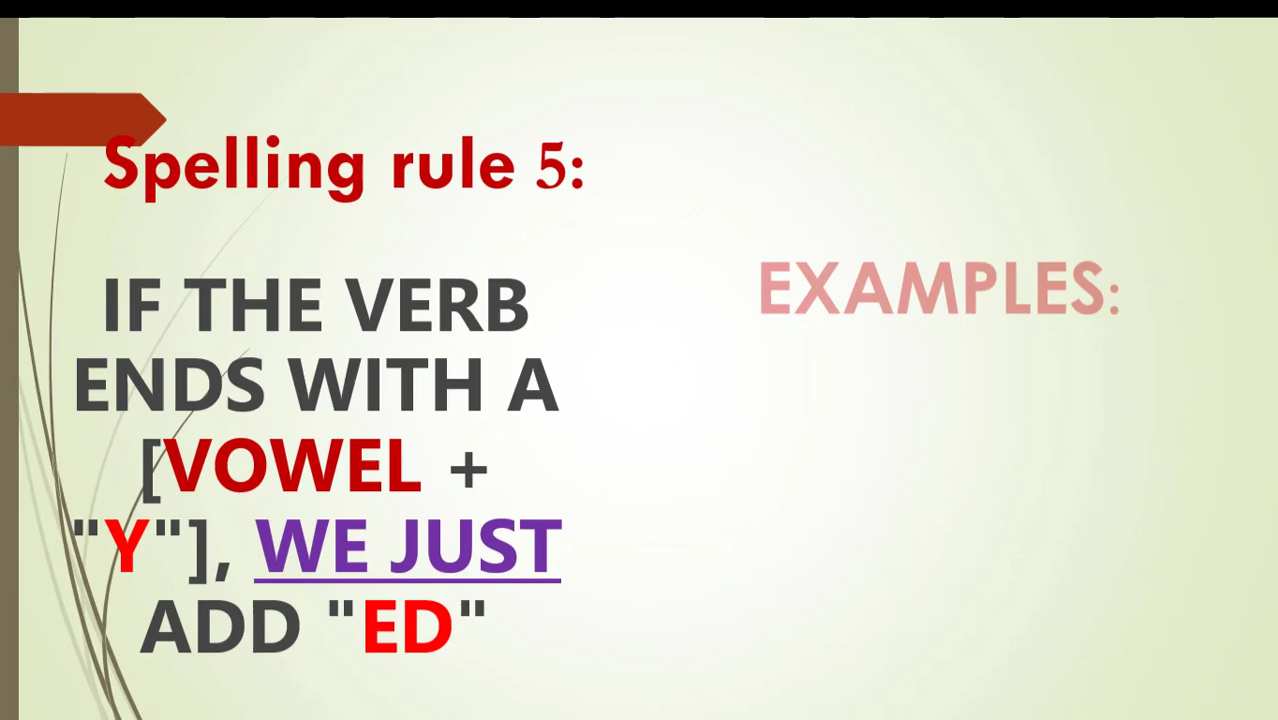 Spelling rule 5:
IF THE VERB
ENDS WITH A
[VOWEL +
"Y"], WE JUST
ADD "ED"
EXAMPLES: